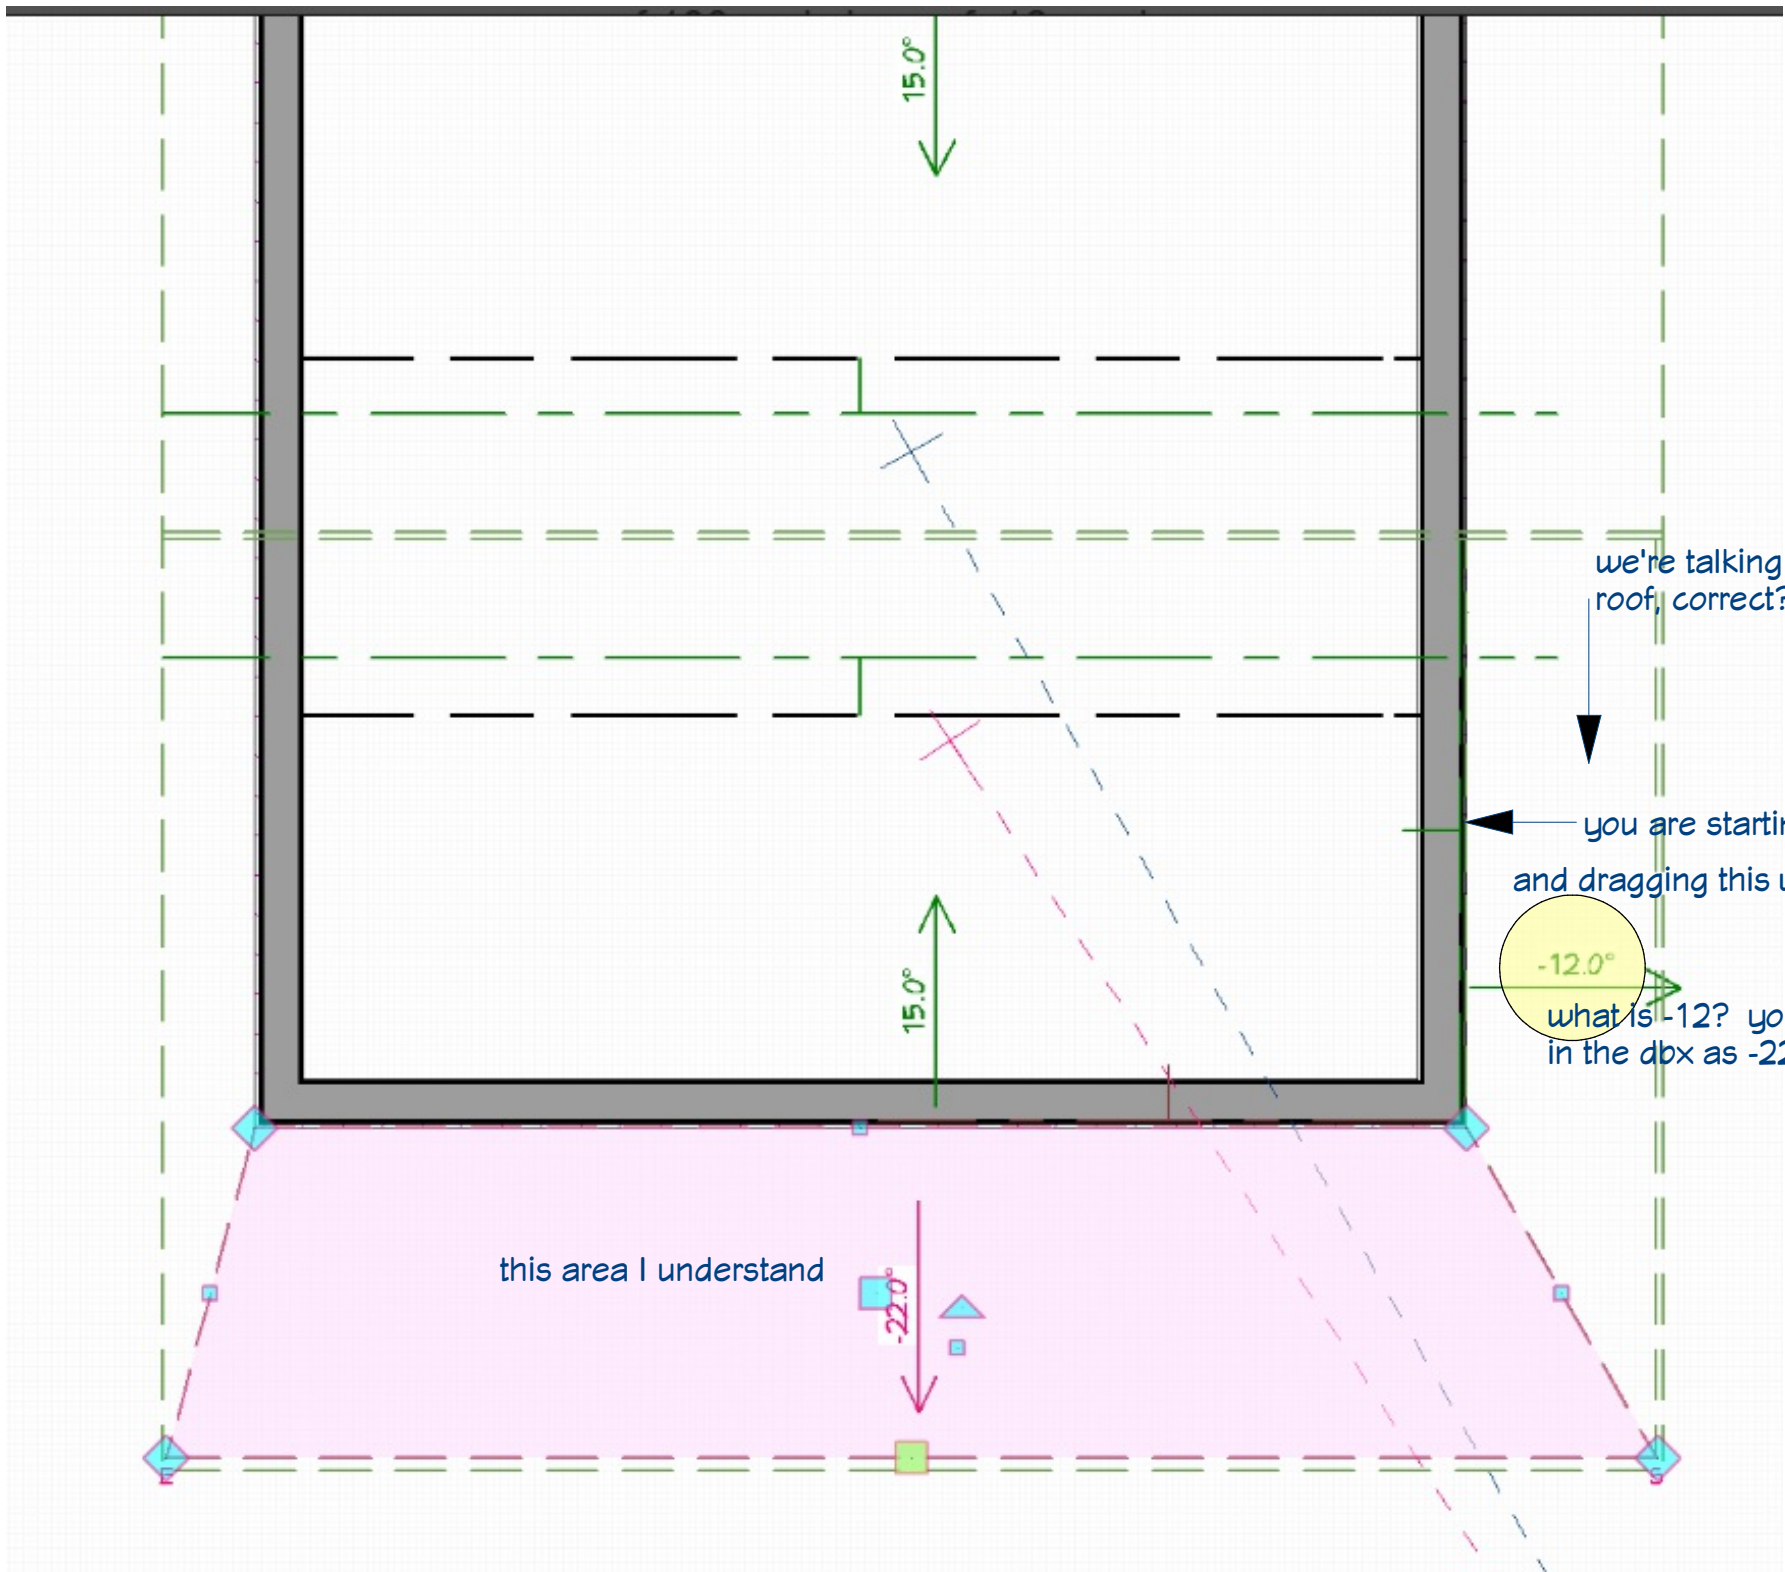 15.0°
we're talking
roof, correct?
you are startin
and dragging this u
-12.0°
what is -12? yo
in the dbx as -22
15.0°
this area I understand
-22.0°